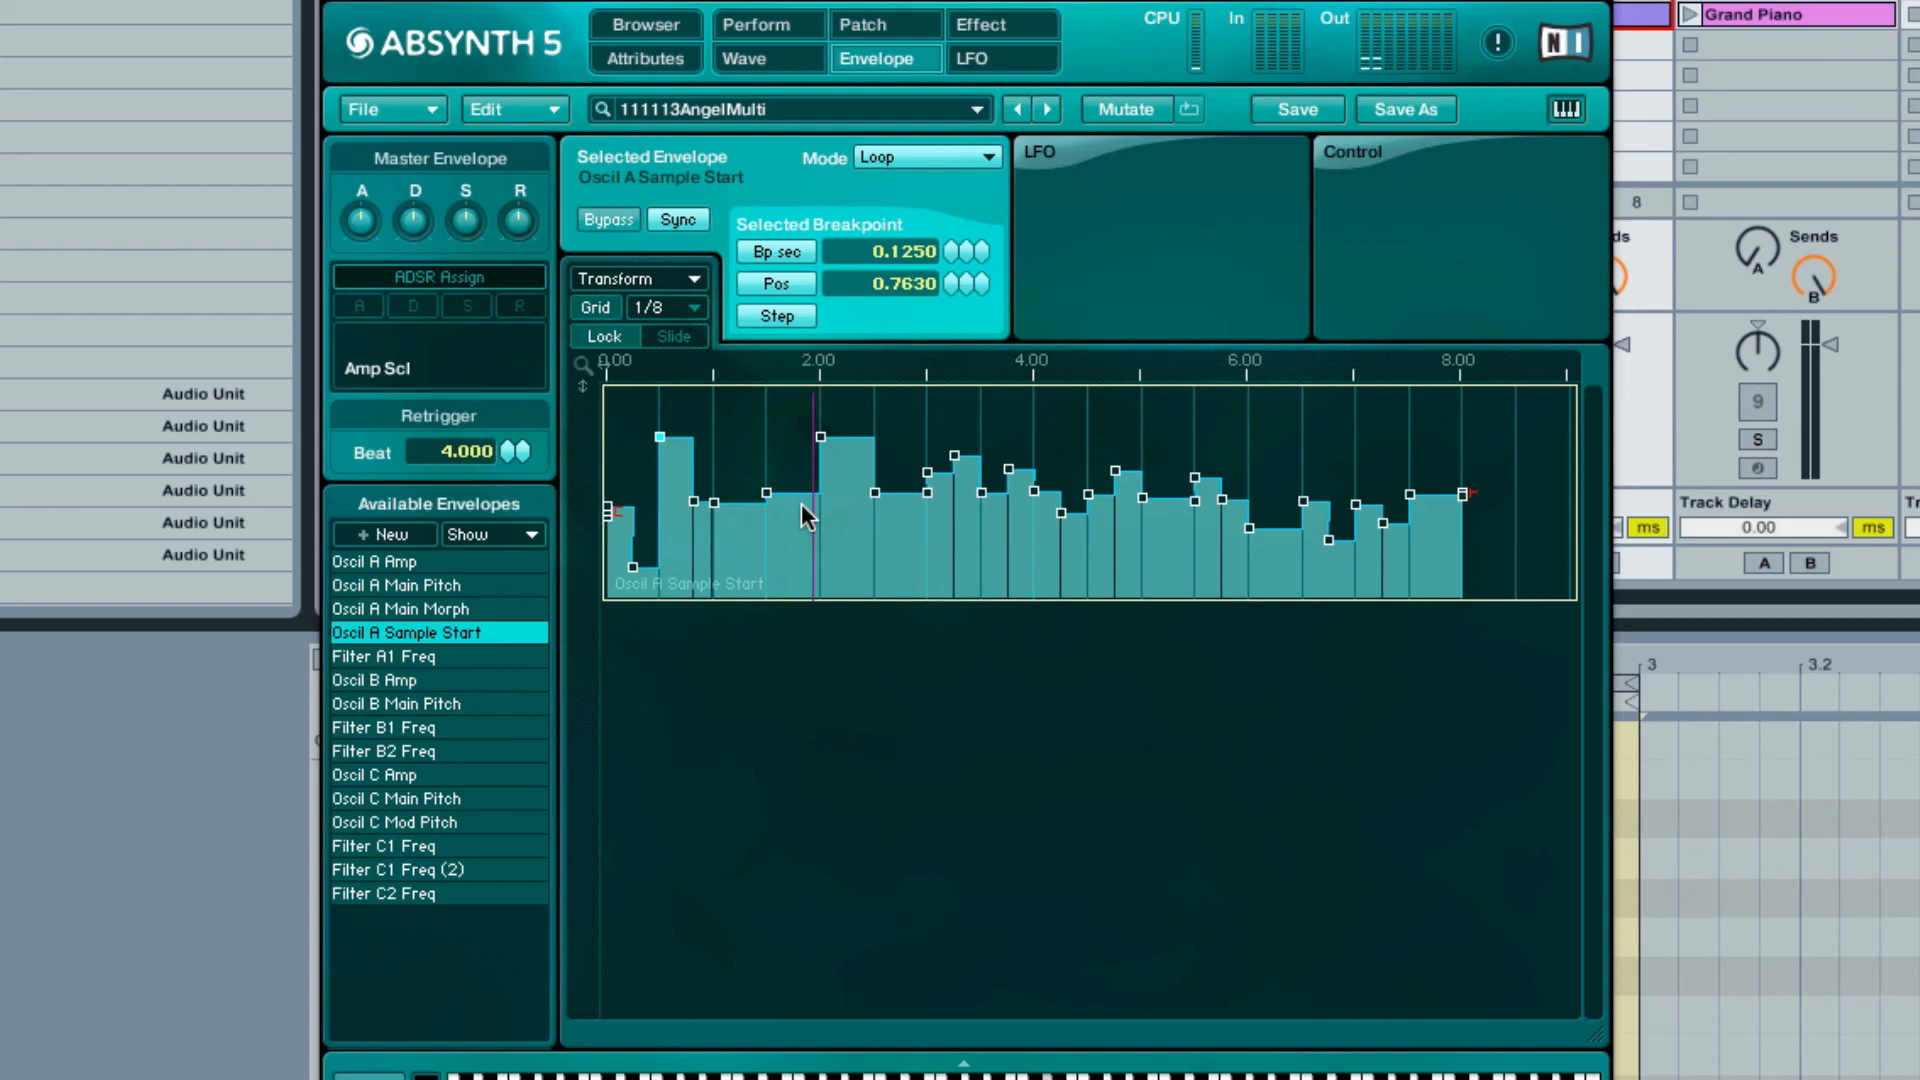 ABSYNTH 5
Browser
Perform
Patch
Effect
Attributes
Wave
Envelope
LFO
CPU
In
Out
!
N I
Grand Piano
File
Edit
111113AngelMulti
Mutate
Save
Save As
Master Envelope
A D S R
ADSR Assign
A D S R
Amp Scl
Retrigger
Beat 4.000
Selected Envelope
Oscil A Sample Start
Mode Loop
Bypass
Sync
Selected Breakpoint
Bp sec 0.1250
Pos 0.7630
Step
Transform
Grid 1/8
Lock Slide
LFO
Control
0.00 2.00 4.00 6.00 8.00
Oscil A Sample Start
Available Envelopes
+ New
Show
Oscil A Amp
Oscil A Main Pitch
Oscil A Main Morph
Oscil A Sample Start
Filter A1 Freq
Oscil B Amp
Oscil B Main Pitch
Filter B1 Freq
Filter B2 Freq
Oscil C Amp
Oscil C Main Pitch
Oscil C Mod Pitch
Filter C1 Freq
Filter C1 Freq (2)
Filter C2 Freq
Audio Unit
Audio Unit
Audio Unit
Audio Unit
Audio Unit
Audio Unit
8
ds
Sends
A
B
9
S
Track Delay
ms
0.00
ms
A
B
3
3.2